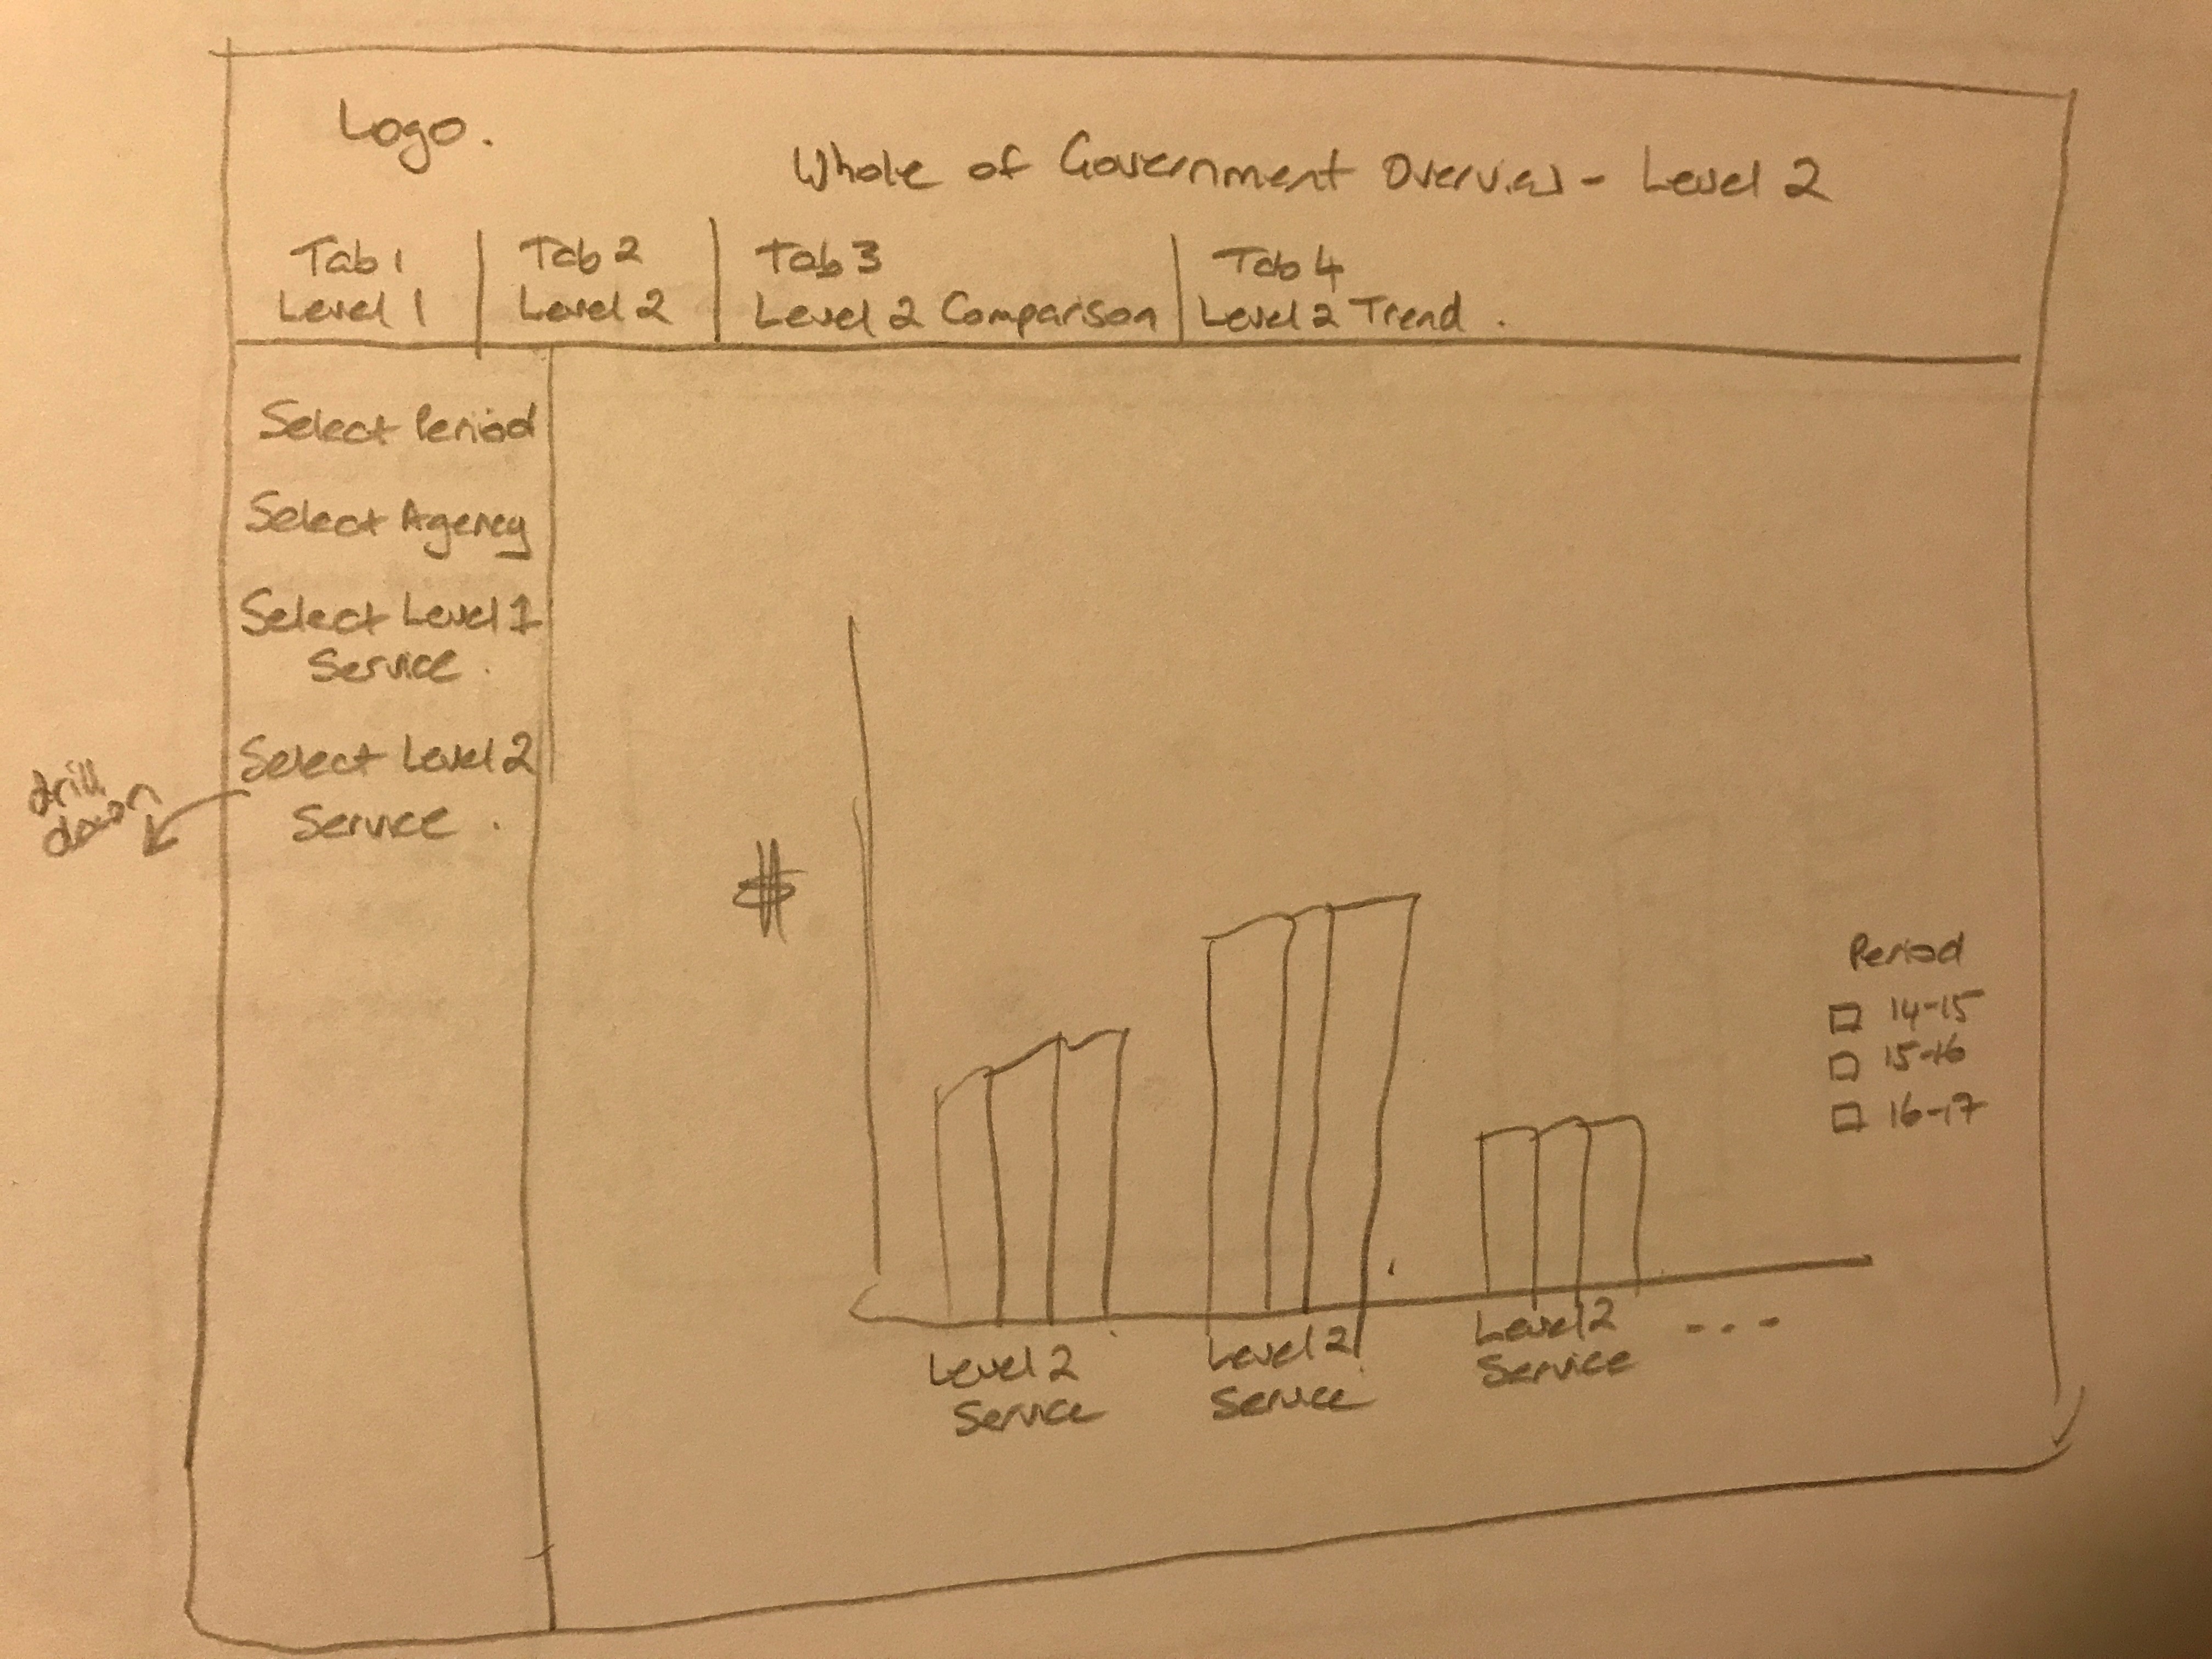 Logo.
Whole of Government Overview - Level 2
Tab 1
Level 1
Tab 2
Level 2
Tab 3
Level 2 Comparison
Tab 4
Level 2 Trend .
Select Period
Select Agency
Select Level 1
Service .
Select Level 2
Service .
drill
down
$
Period
14-15
15-16
16-17
Level 2
Service
Level 2
Service
Level 2
Service
- - -